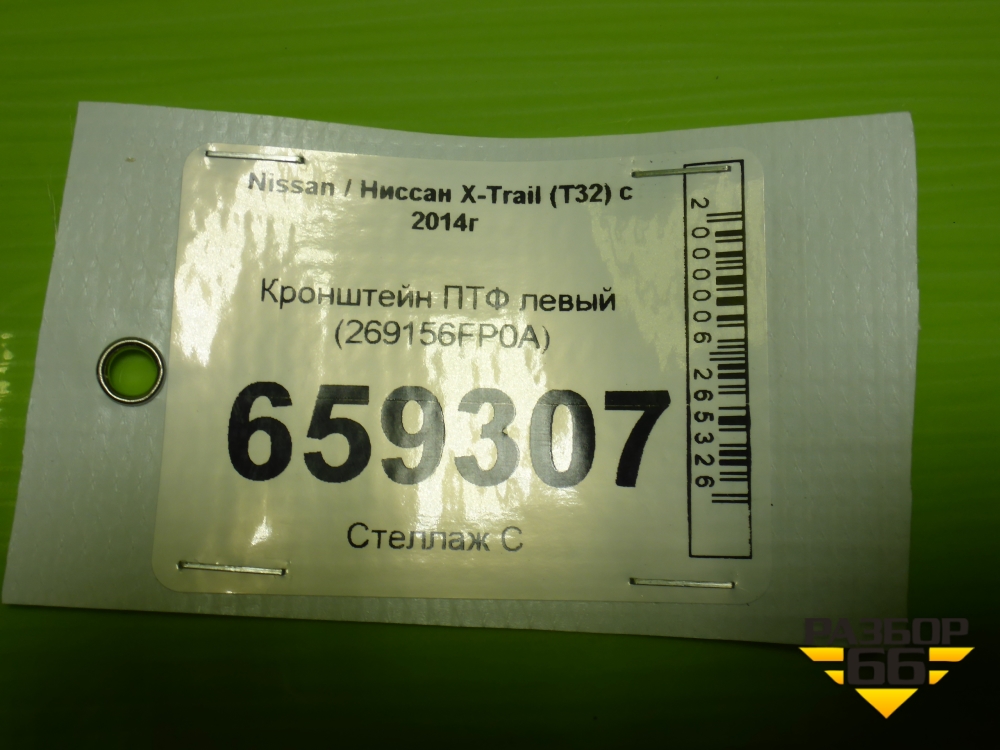 Nissan / Ниссан X-Trail (T32) с
2014г
Кронштейн ПТФ левый
(269156FP0A)
659307
Стеллаж С
2000006265326
РАЗБОР
66